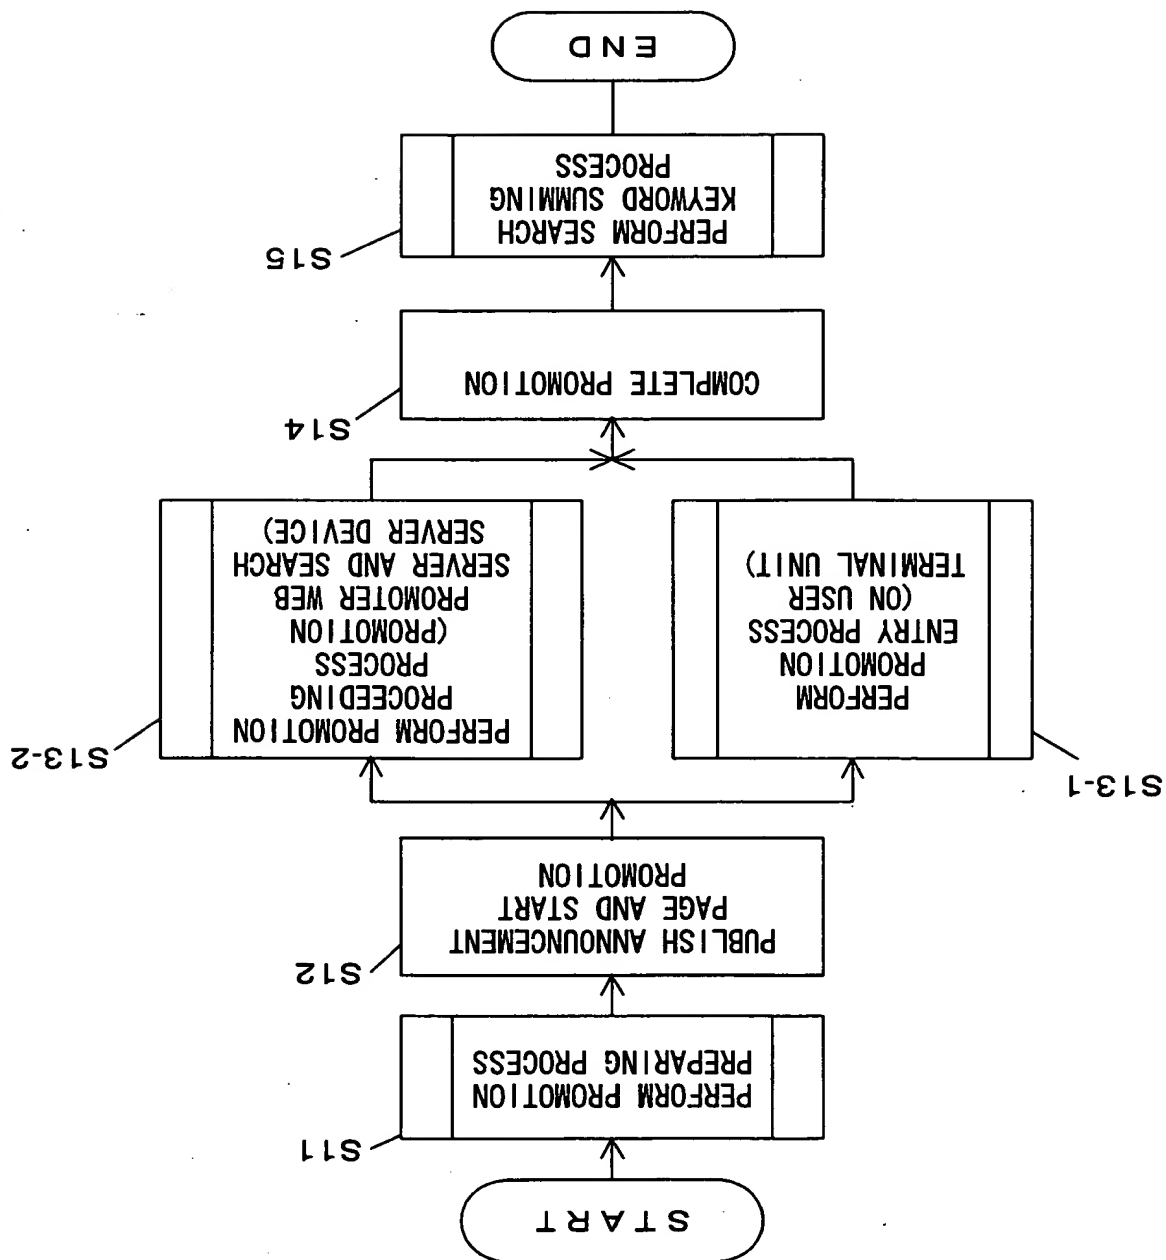 START
S11
PERFORM PROMOTION
PREPARING PROCESS
S12
PUBLISH ANNOUNCEMENT
PAGE AND START
PROMOTION
S13-1
PERFORM
PROMOTION
ENTRY PROCESS
(ON USER
TERMINAL UNIT)
S13-2
PERFORM PROMOTION
PROCEEDING
PROCESS
(PROMOTION
PROMOTER WEB
SERVER AND SEARCH
SERVER DEVICE)
S14
COMPLETE PROMOTION
S15
PERFORM SEARCH
KEYWORD SUMMING
PROCESS
END